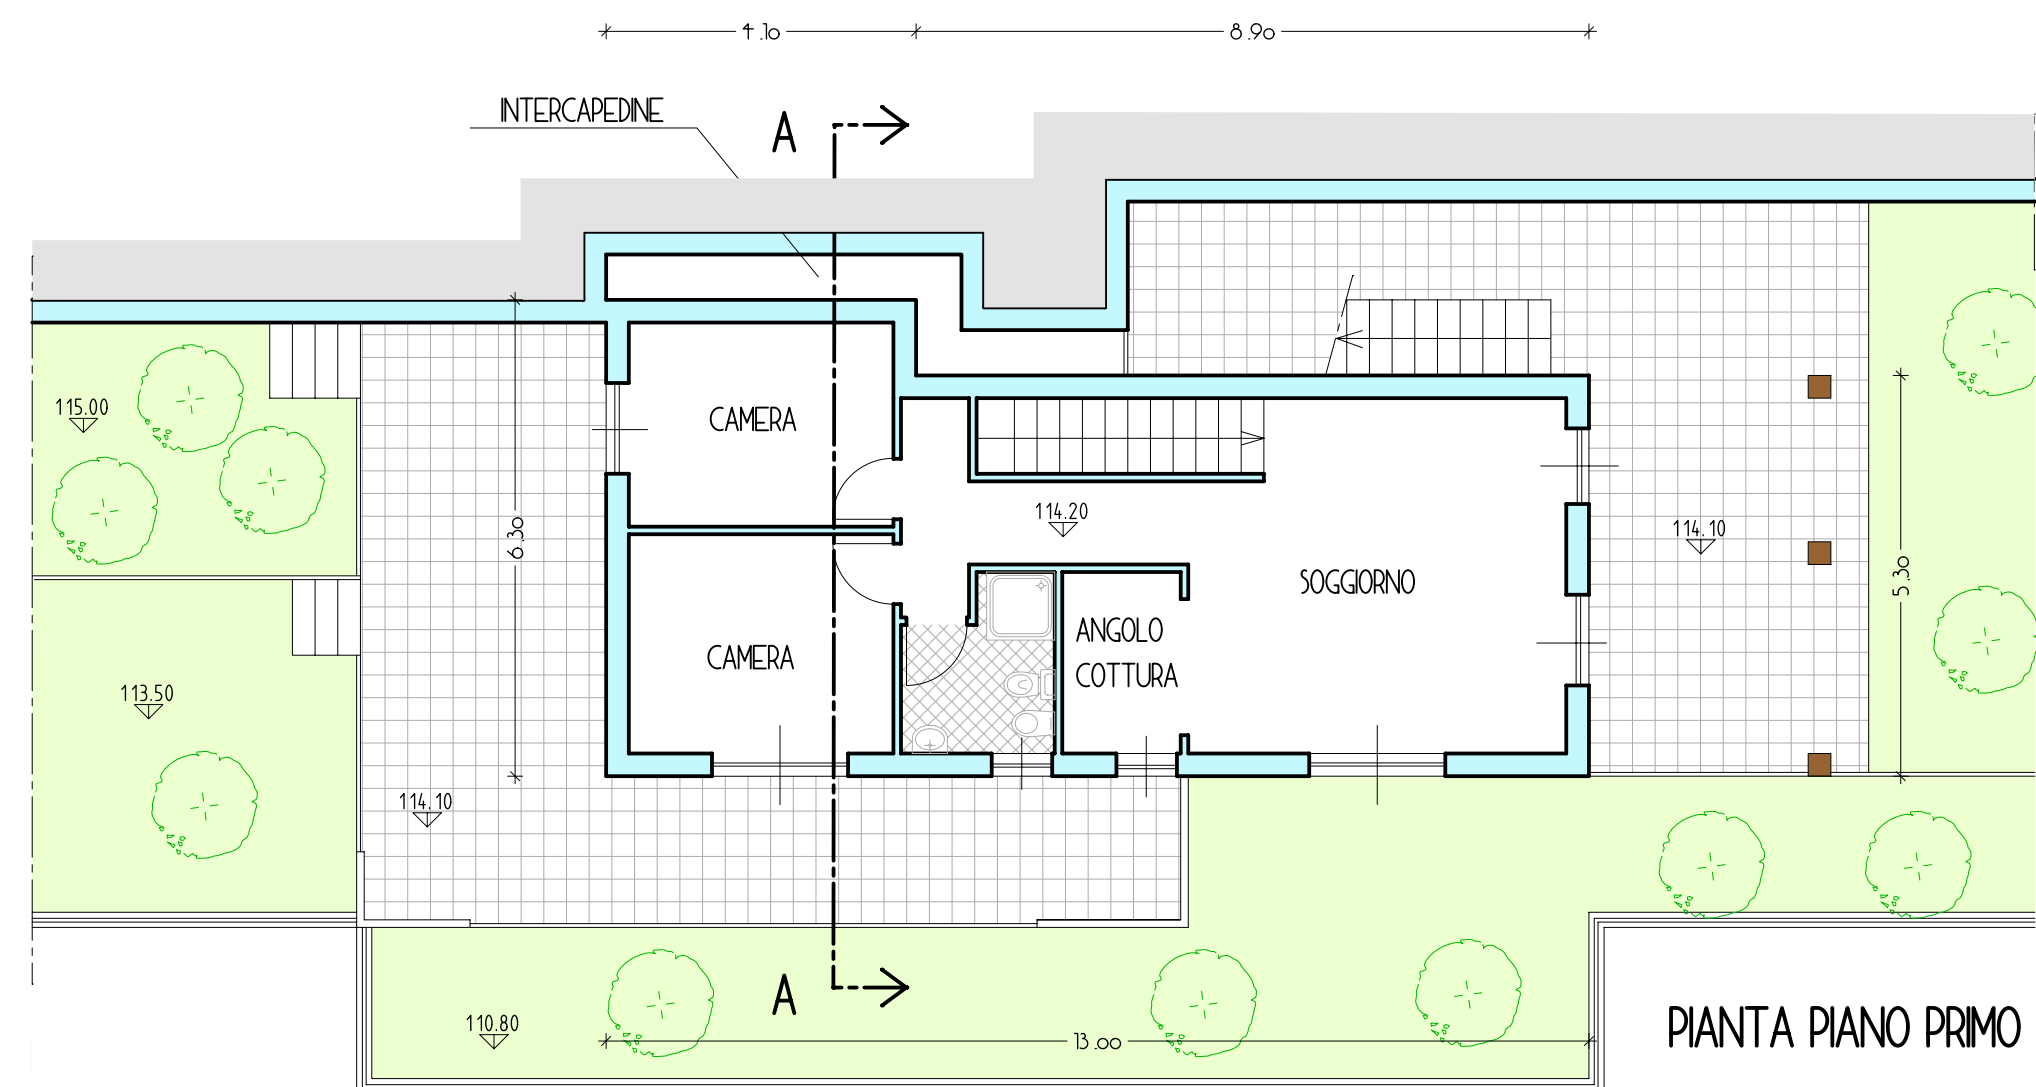 4.10
8.90
INTERCAPEDINE
A
115.00
CAMERA
114.20
114.10
6.30
5.30
SOGGIORNO
ANGOLO
COTTURA
CAMERA
113.50
114.10
A
110.80
13.00
PIANTA PIANO PRIMO